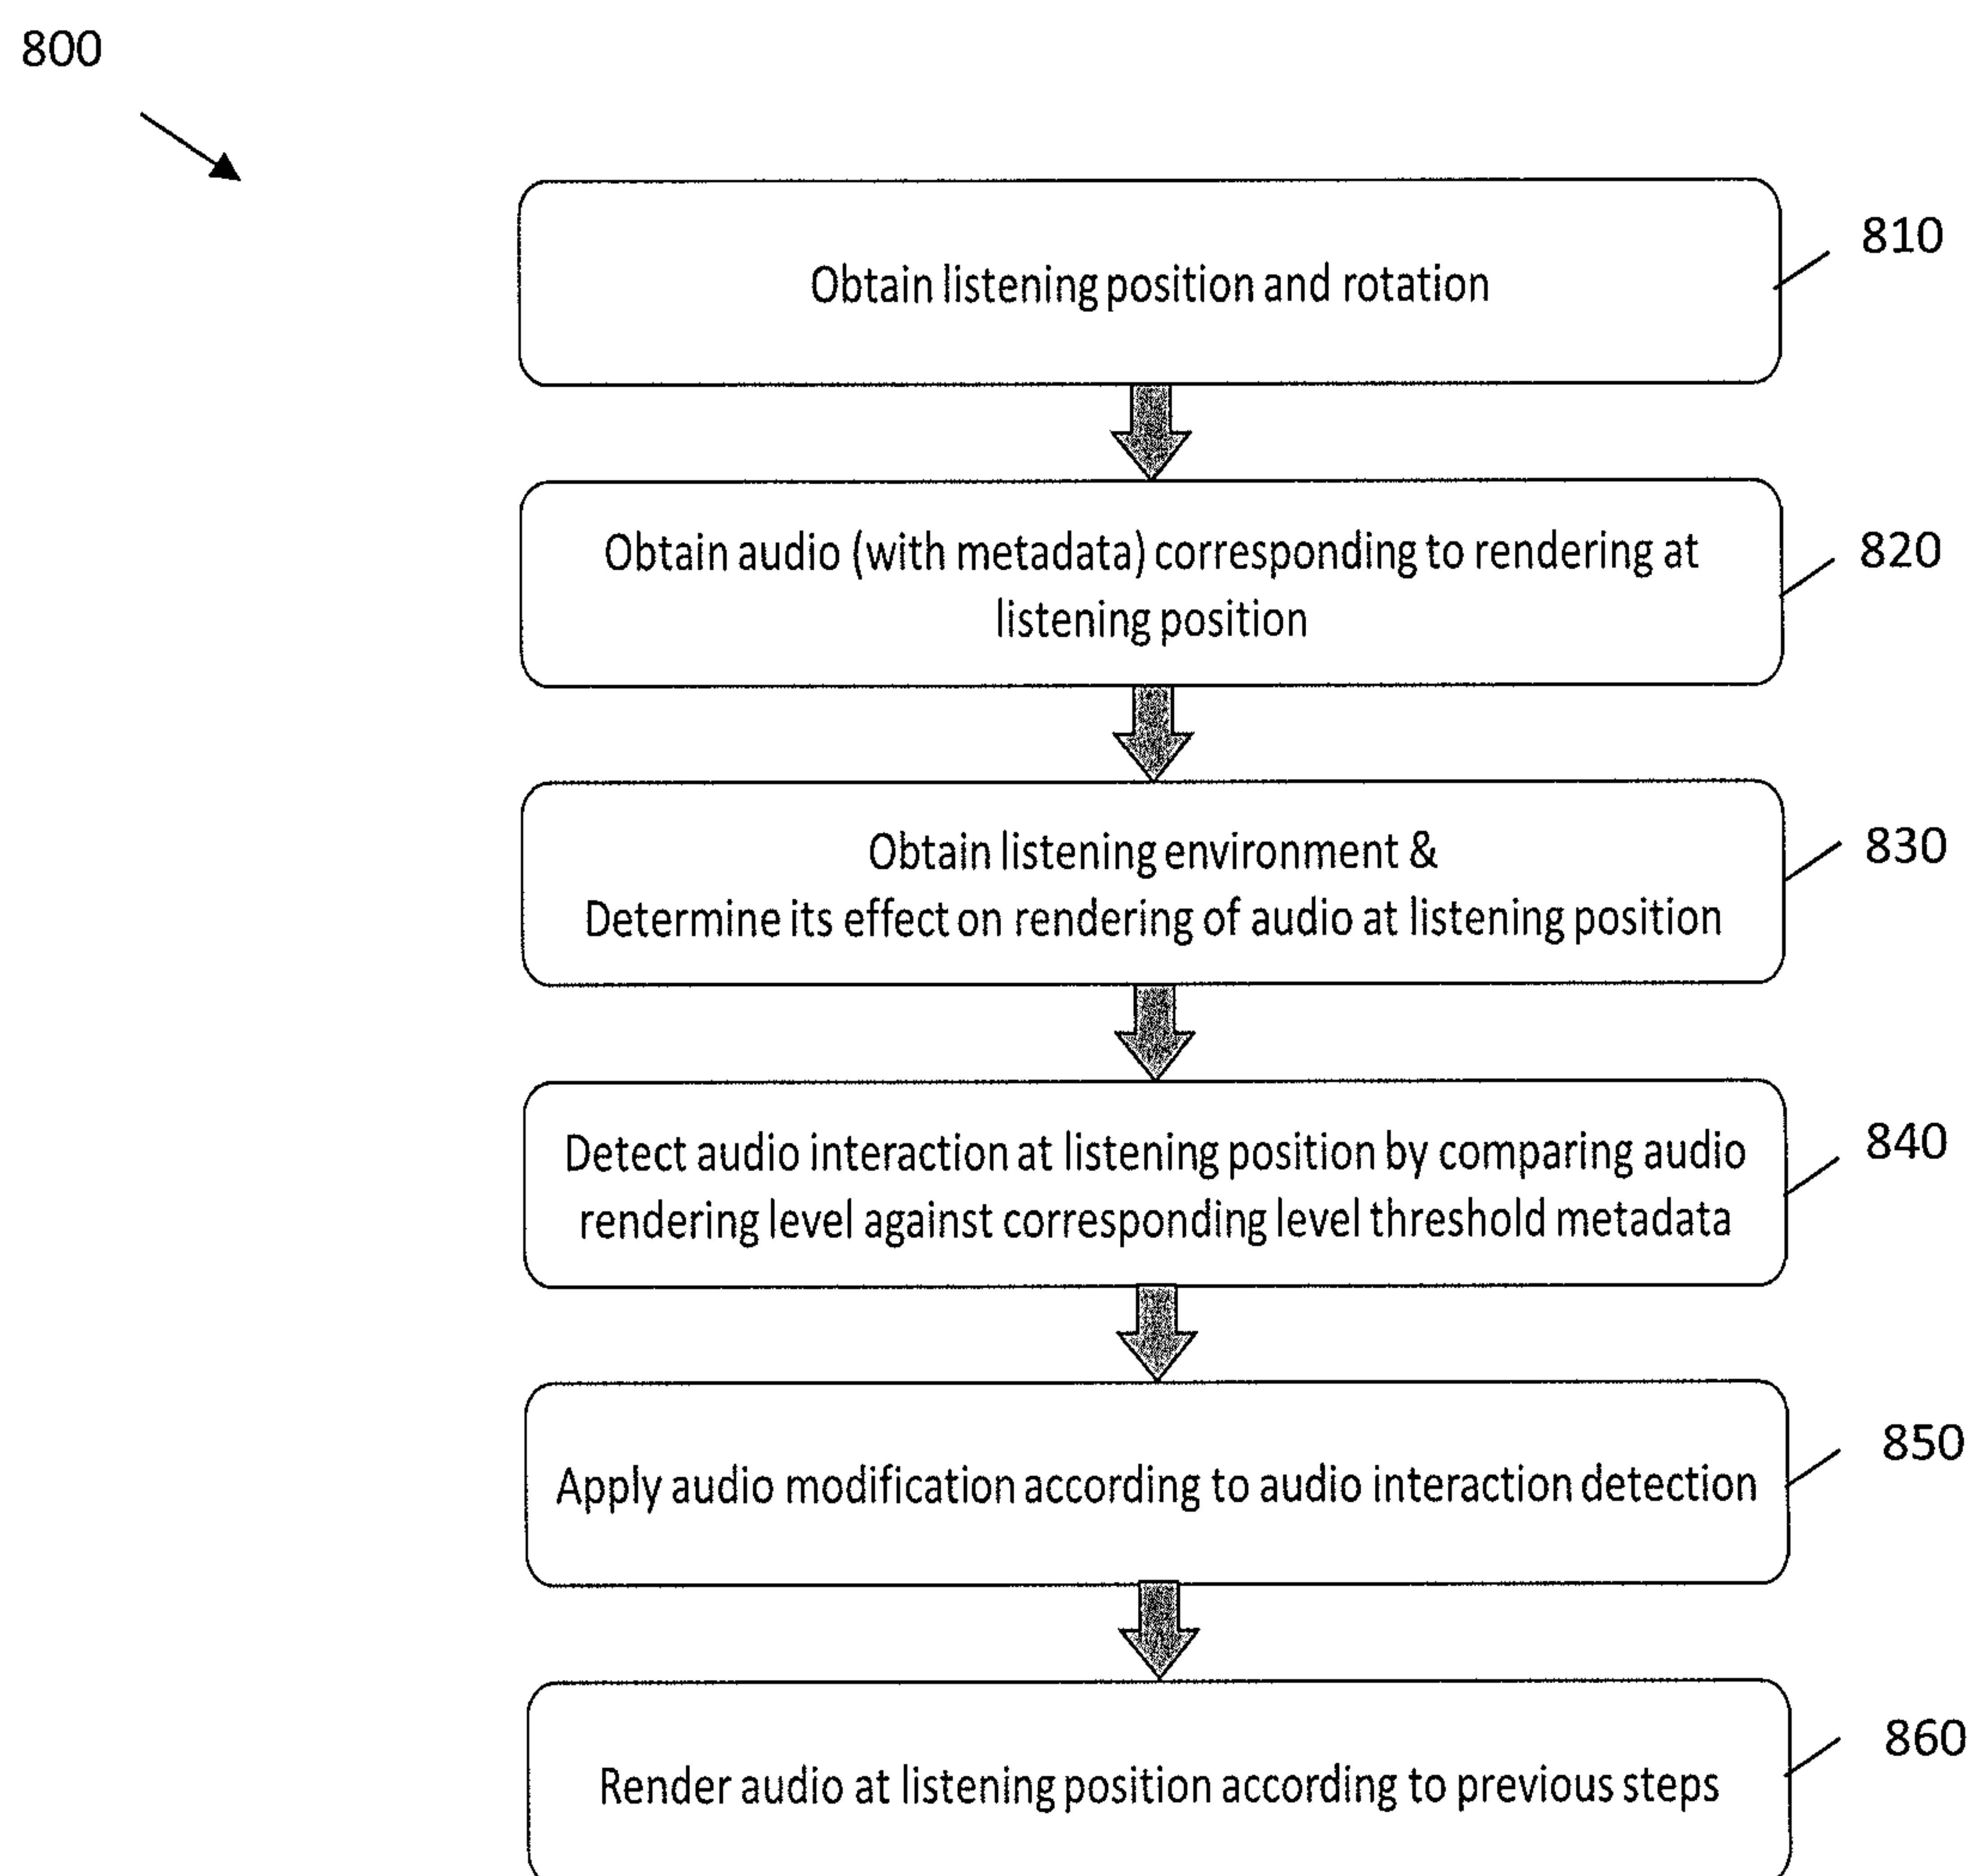 800
Obtain listening position and rotation
810
Obtain audio (with metadata) corresponding to rendering at
listening position
820
Obtain listening environment &
Determine its effect on rendering of audio at listening position
830
Detect audio interaction at listening position by comparing audio
rendering level against corresponding level threshold metadata
840
Apply audio modification according to audio interaction detection
850
Render audio at listening position according to previous steps
860